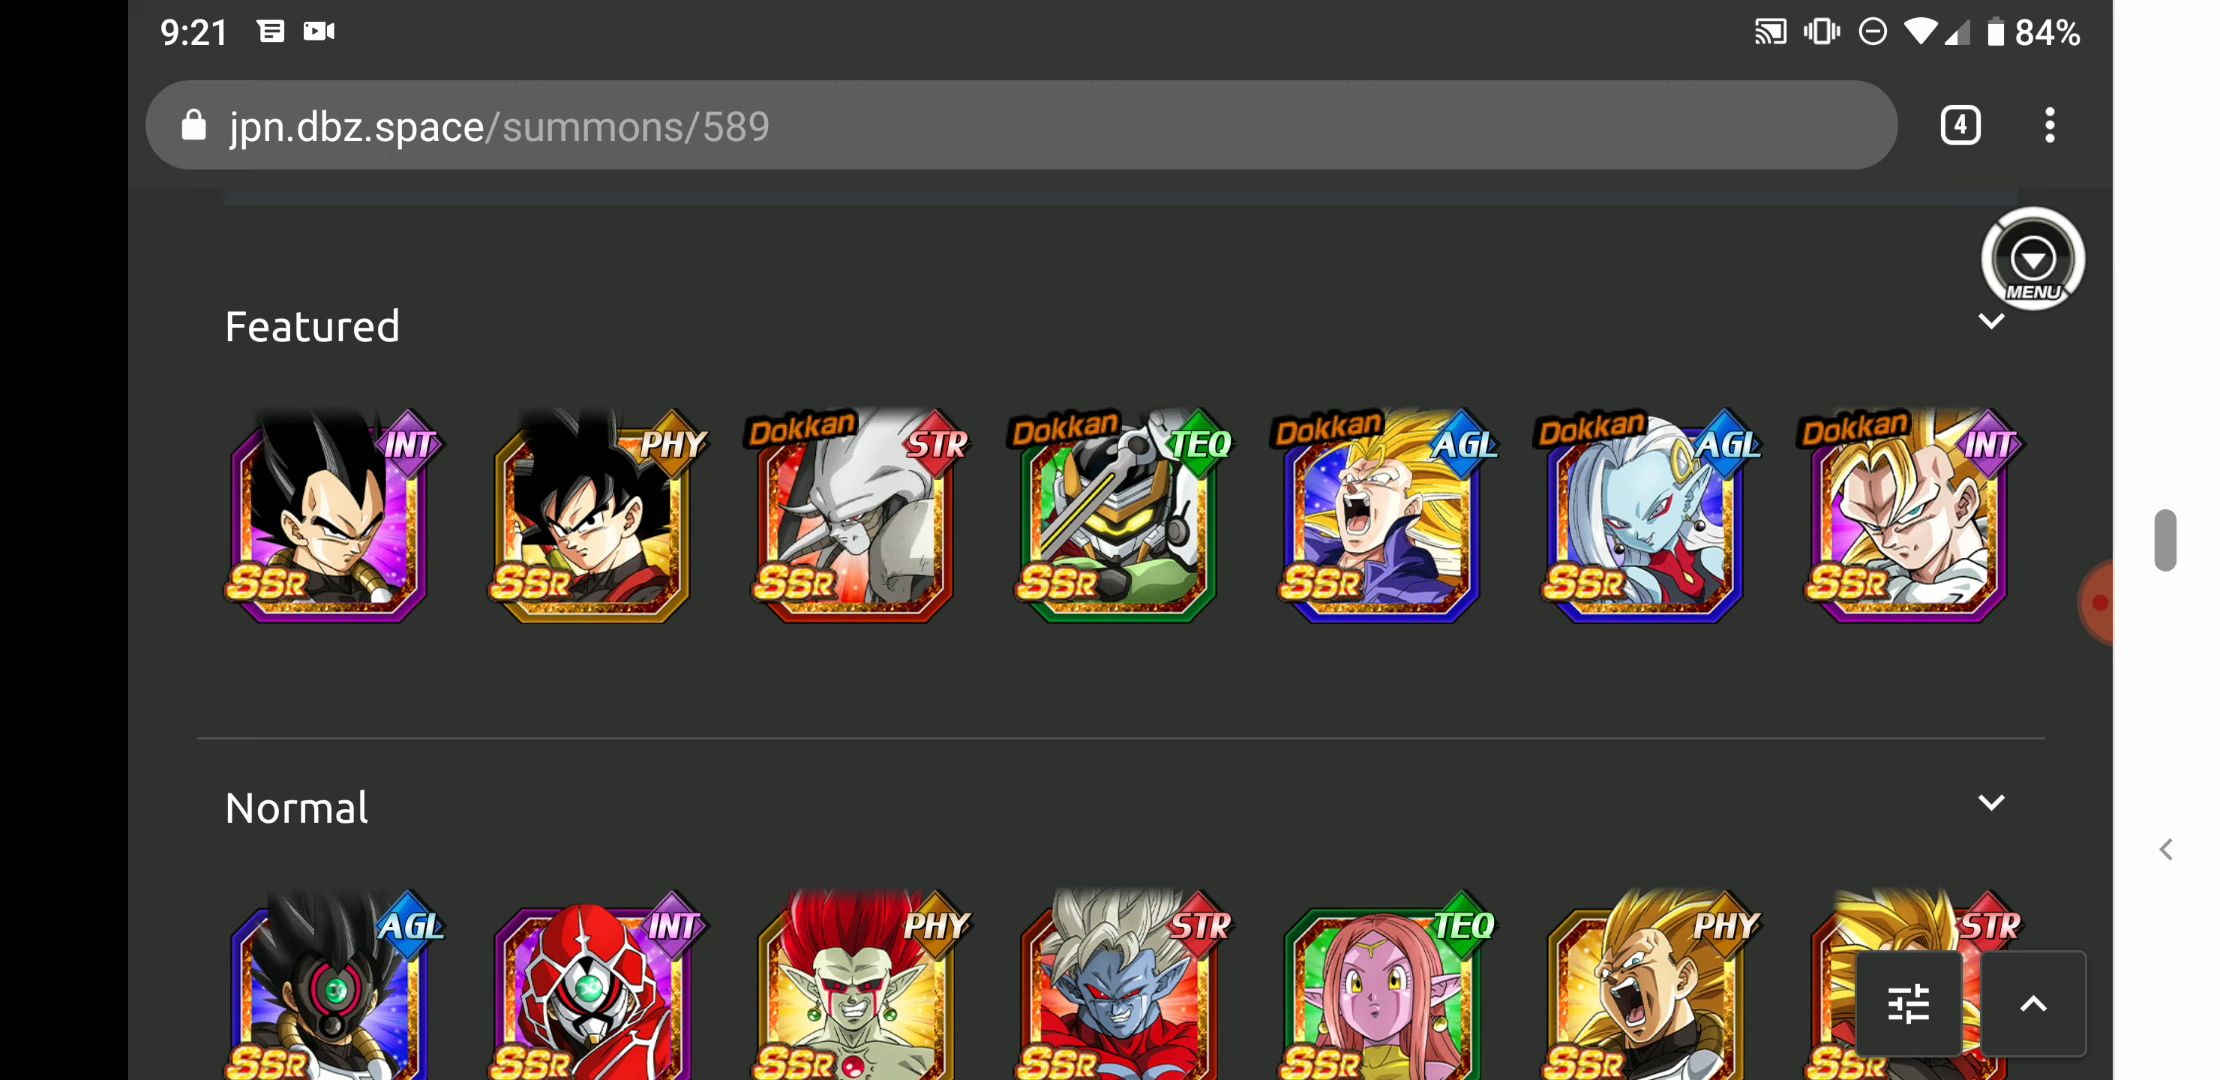 9:21 84%
jpn.dbz.space/summons/589 4
MENU
Featured
INT PHY Dokkan STR Dokkan TEQ Dokkan AGL Dokkan AGL Dokkan INT
SSR SSR SSR SSR SSR SSR SSR
Normal
AGL INT PHY STR TEQ PHY STR
SSR SSR SSR SSR SSR SSR SSR